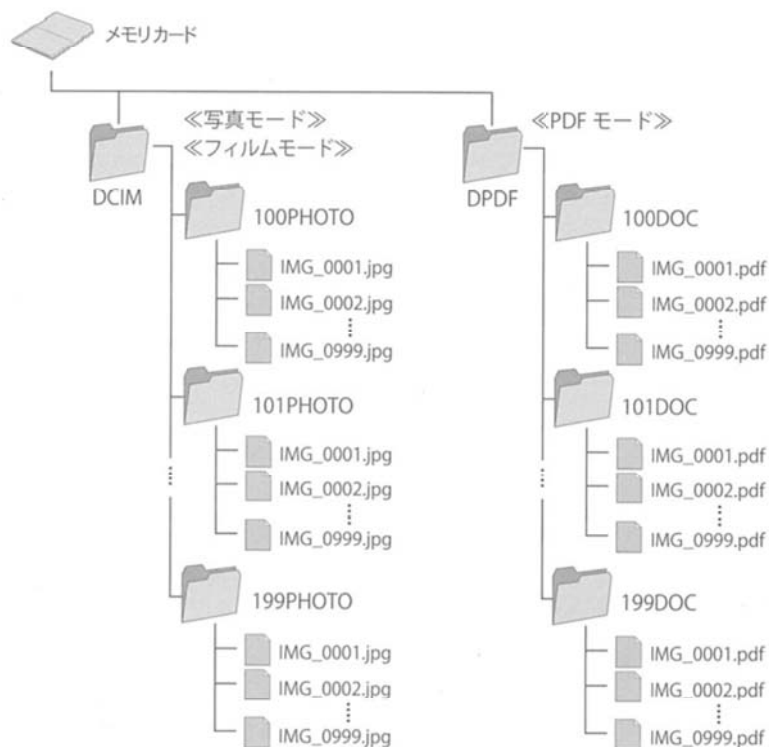 メモリカード
≪写真モード≫
≪フィルムモード≫
DCIM
100PHOTO
IMG_0001.jpg
IMG_0002.jpg
IMG_0999.jpg
101PHOTO
IMG_0001.jpg
IMG_0002.jpg
IMG_0999.jpg
199PHOTO
IMG_0001.jpg
IMG_0002.jpg
IMG_0999.jpg
≪PDF モード≫
DPDF
100DOC
IMG_0001.pdf
IMG_0002.pdf
IMG_0999.pdf
101DOC
IMG_0001.pdf
IMG_0002.pdf
IMG_0999.pdf
199DOC
IMG_0001.pdf
IMG_0002.pdf
IMG_0999.pdf